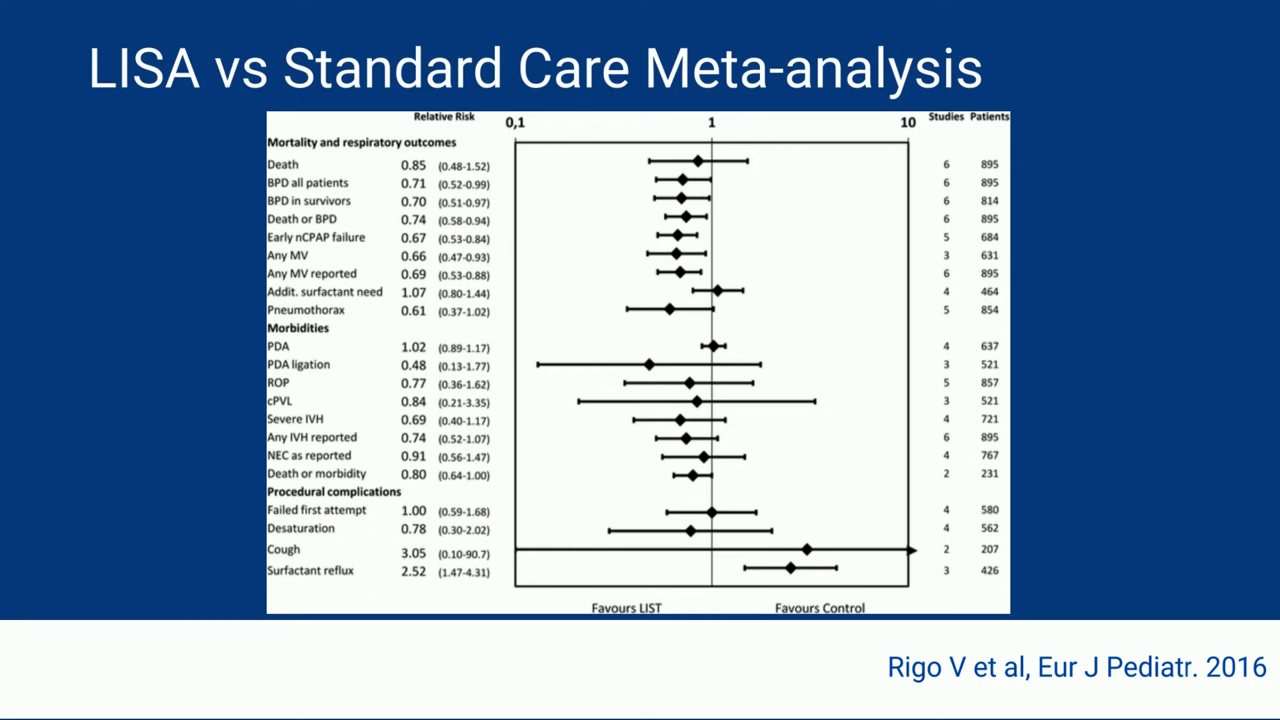 LISA vs Standard Care Meta-analysis
Relative Risk 0,1 1 10 Studies Patients
Mortality and respiratory outcomes
Death 0.85 (0.48-1.52) 6 895
BPD all patients 0.71 (0.52-0.99) 6 895
BPD in survivors 0.70 (0.51-0.97) 6 814
Death or BPD 0.74 (0.58-0.94) 6 895
Early nCPAP failure 0.67 (0.53-0.84) 5 684
Any MV 0.66 (0.47-0.93) 3 631
Any MV reported 0.69 (0.53-0.88) 6 895
Addit. surfactant need 1.07 (0.80-1.44) 4 464
Pneumothorax 0.61 (0.37-1.02) 5 854
Morbidities
PDA 1.02 (0.89-1.17) 4 637
PDA ligation 0.48 (0.13-1.77) 3 521
ROP 0.77 (0.36-1.62) 5 857
cPVL 0.84 (0.21-3.35) 3 521
Severe IVH 0.69 (0.40-1.17) 4 721
Any IVH reported 0.74 (0.52-1.07) 6 895
NEC as reported 0.91 (0.56-1.47) 4 767
Death or morbidity 0.80 (0.64-1.00) 2 231
Procedural complications
Failed first attempt 1.00 (0.59-1.68) 4 580
Desaturation 0.78 (0.30-2.02) 4 562
Cough 3.05 (0.10-90.7) 2 207
Surfactant reflux 2.52 (1.47-4.31) 3 426
Favours LIST Favours Control
Rigo V et al, Eur J Pediatr. 2016